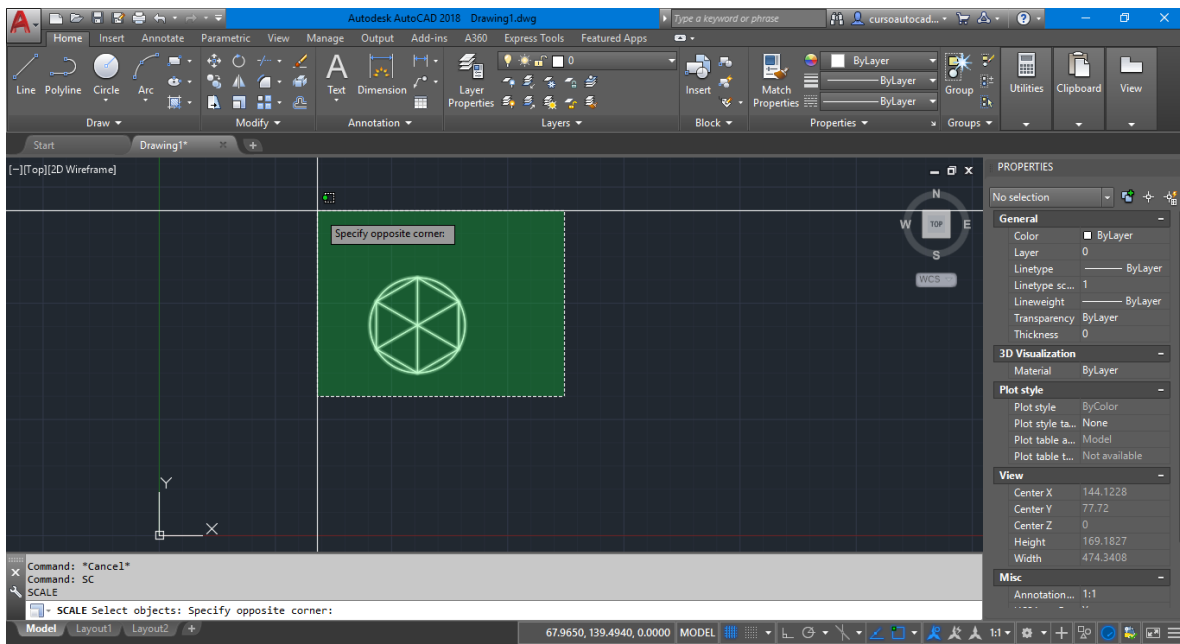 Autodesk AutoCAD 2018 Drawing1.dwg Type a keyword or phrase cursoautocad...
Home Insert Annotate Parametric View Manage Output Add-ins A360 Express Tools Featured Apps
Line Polyline Circle Arc Text Dimension Layer Properties 0 Insert Match Properties ByLayer ByLayer ByLayer Group Utilities Clipboard View
Draw Modify Annotation Layers Block Properties Groups
Start Drawing1* +
[−][Top][2D Wireframe]
Specify opposite corner:
N
W TOP E
S
WCS
Y
X
PROPERTIES
No selection
General
Color ByLayer
Layer 0
Linetype ByLayer
Linetype sc... 1
Lineweight ByLayer
Transparency ByLayer
Thickness 0
3D Visualization
Material ByLayer
Plot style
Plot style ByColor
Plot style ta... None
Plot table a... Model
Plot table t... Not available
View
Center X 144.1228
Center Y 77.72
Center Z 0
Height 169.1827
Width 474.3408
Misc
Annotation... 1:1
Command: *Cancel*
Command: SC
SCALE
SCALE Select objects: Specify opposite corner:
Model Layout1 Layout2 + 67.9650, 139.4940, 0.0000 MODEL 1:1